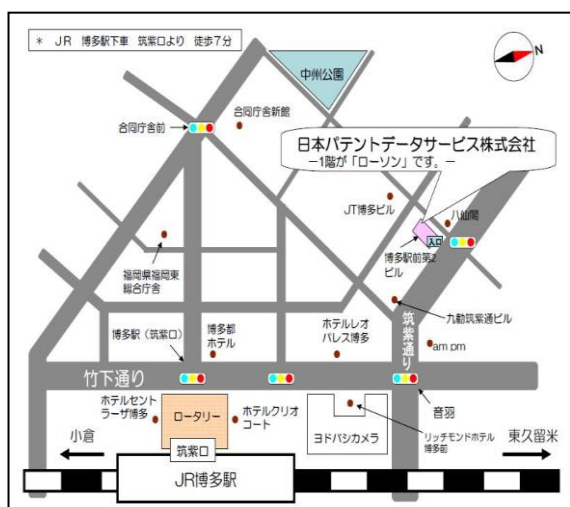 * JR 博多駅下車 筑紫口より 徒歩7分
N
中州公園
合同庁舎前
合同庁舎新館
日本パテントデータサービス株式会社
−1階が「ローソン」です。−
JT博多ビル
八仙閣
入口
博多駅前第2
ビル
福岡県福岡東
総合庁舎
九勧筑紫通ビル
筑紫通り
博多駅(筑紫口)
博多都
ホテル
ホテルレオ
パレス博多
am pm
竹下通り
音羽
ホテルセント
ラーザ博多
ロータリー
ホテルクリオ
コート
ヨドバシカメラ
リッチモンドホテル
博多前
小倉
筑紫口
東久留米
JR博多駅